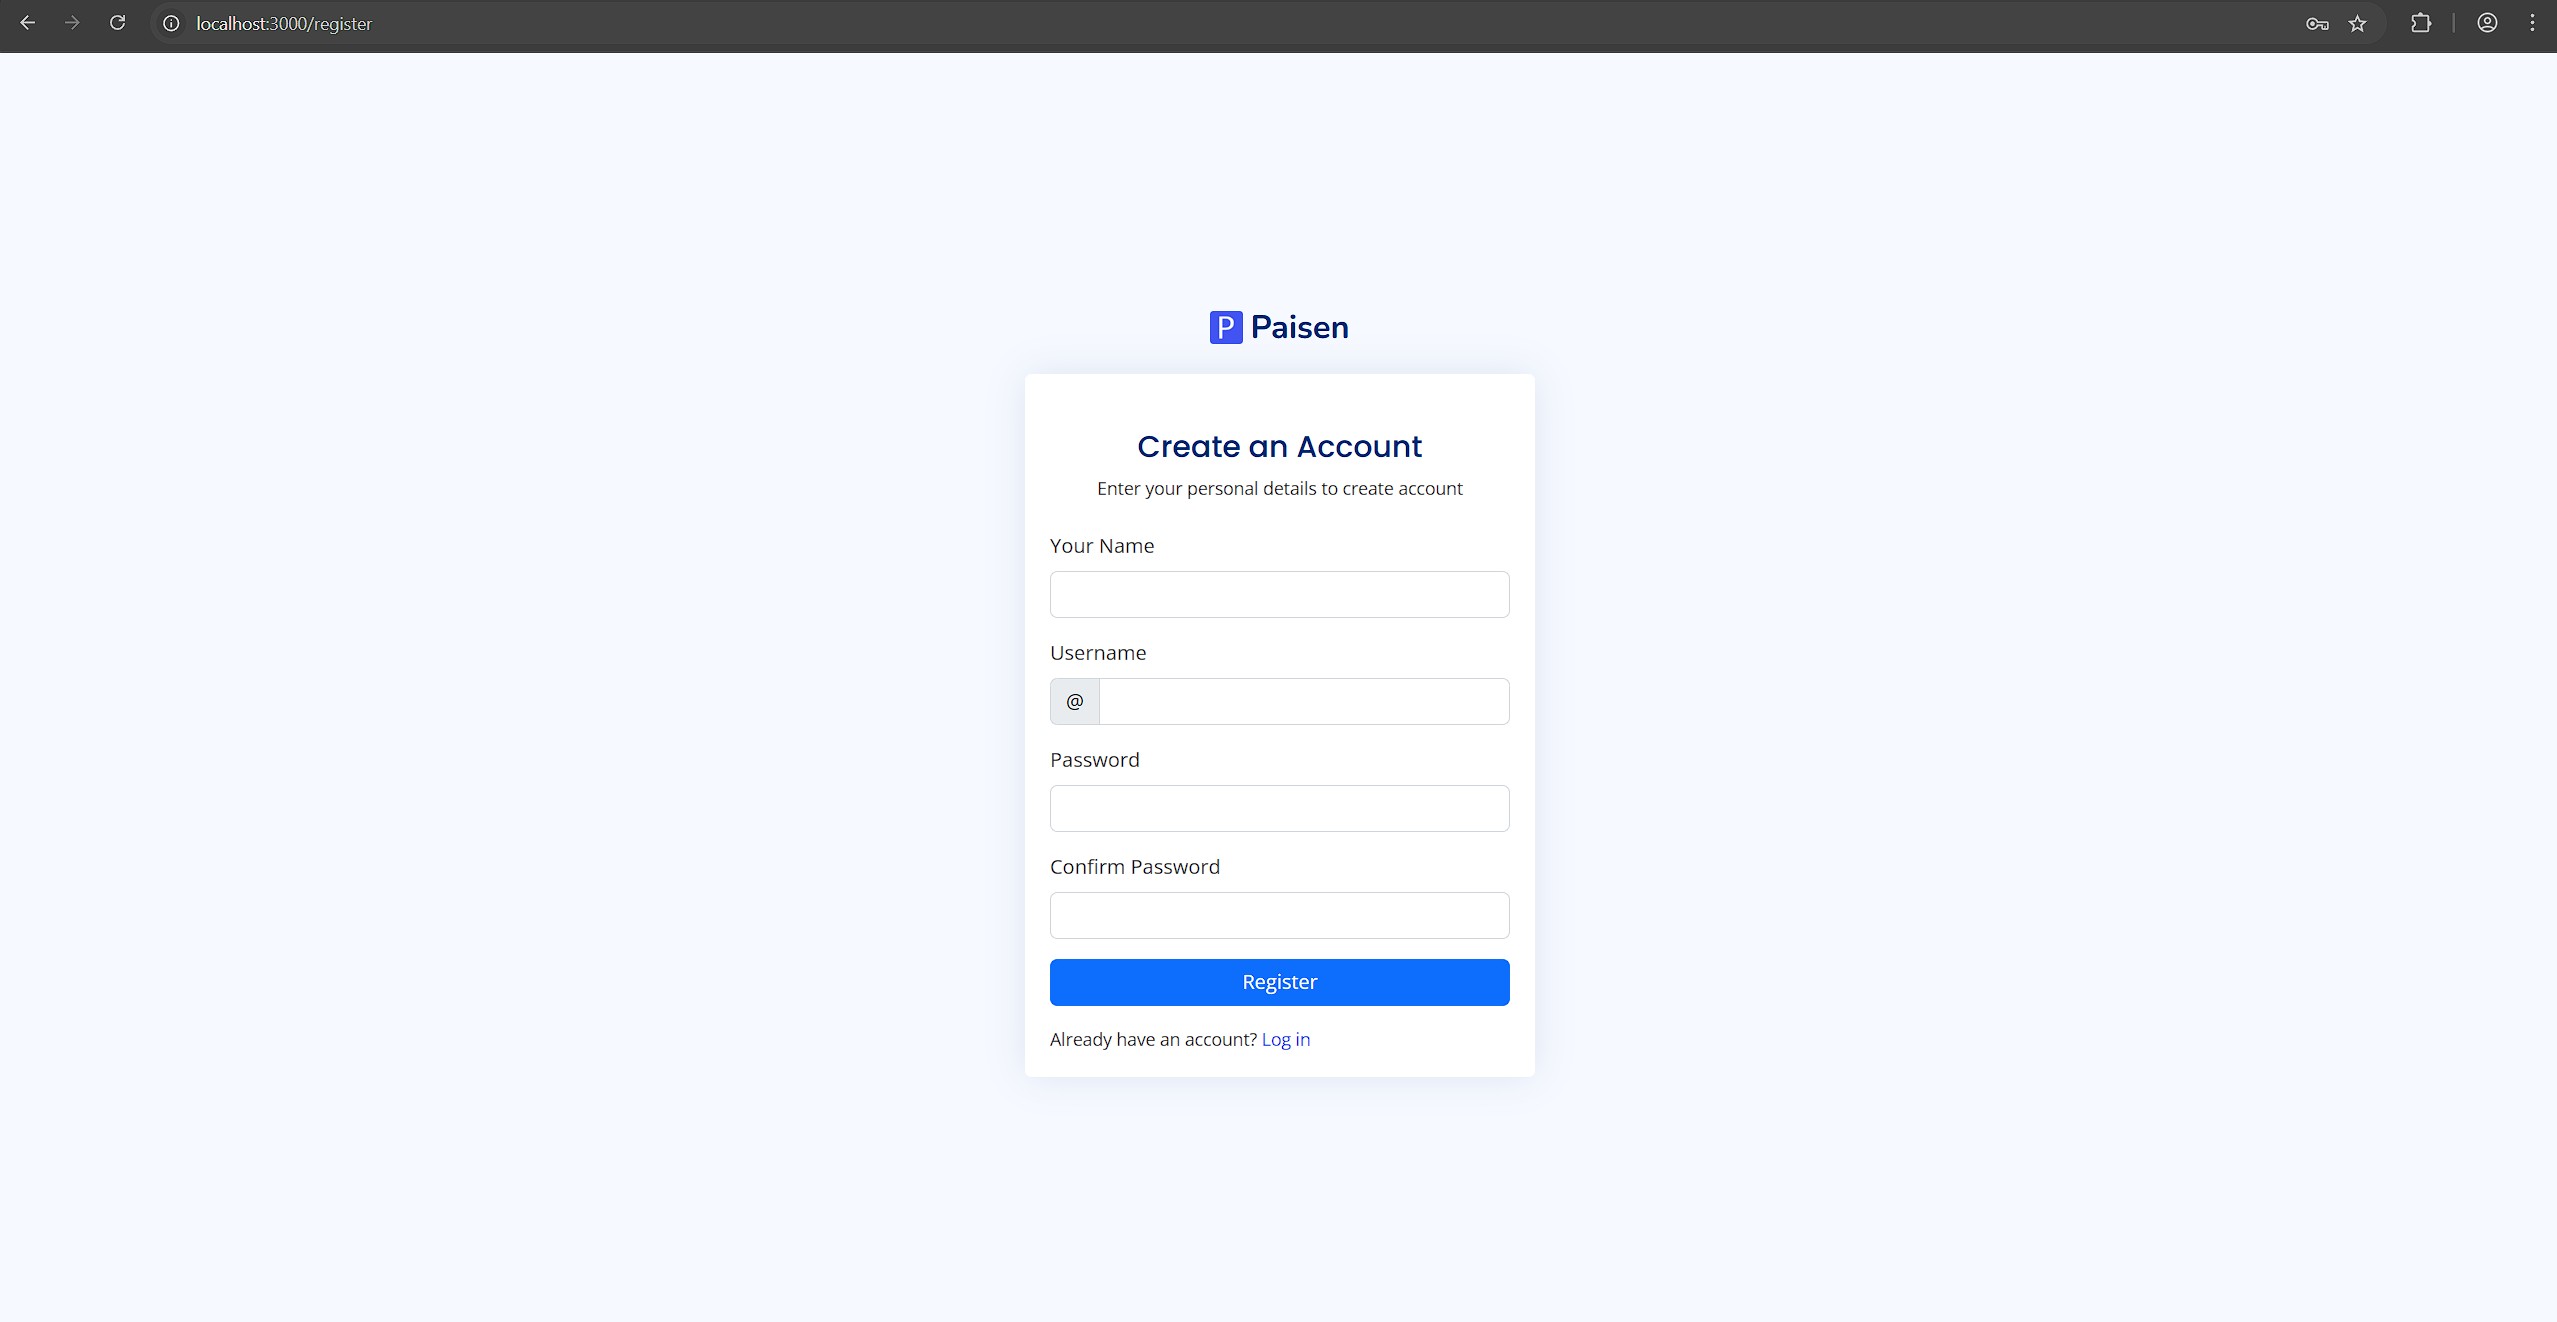 localhost:3000/register
P Paisen
Create an Account
Enter your personal details to create account
Your Name
Username
@
Password
Confirm Password
Register
Already have an account? Log in